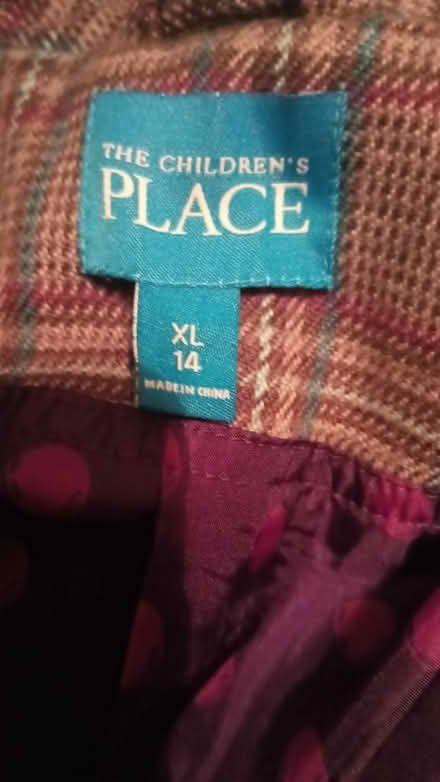 THE CHILDREN'S
PLACE
XL
14
MADE IN CHINA